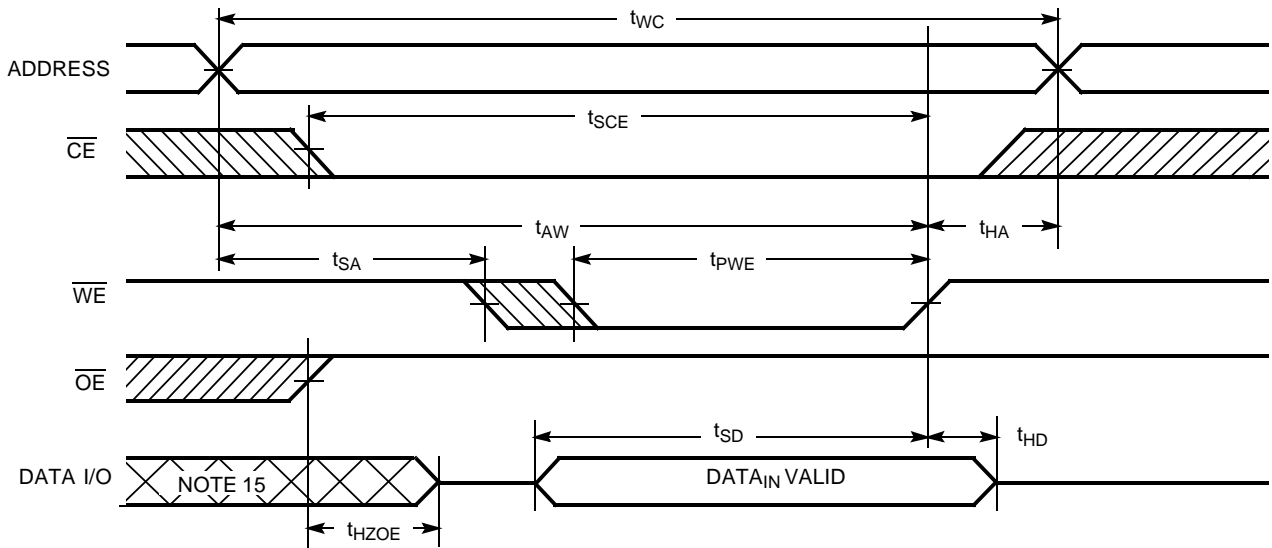 tWC
ADDRESS
tSCE
CE
tAW
tHA
tSA
tPWE
WE
OE
tSD
tHD
DATA I/O
NOTE 15
DATAIN VALID
tHZOE